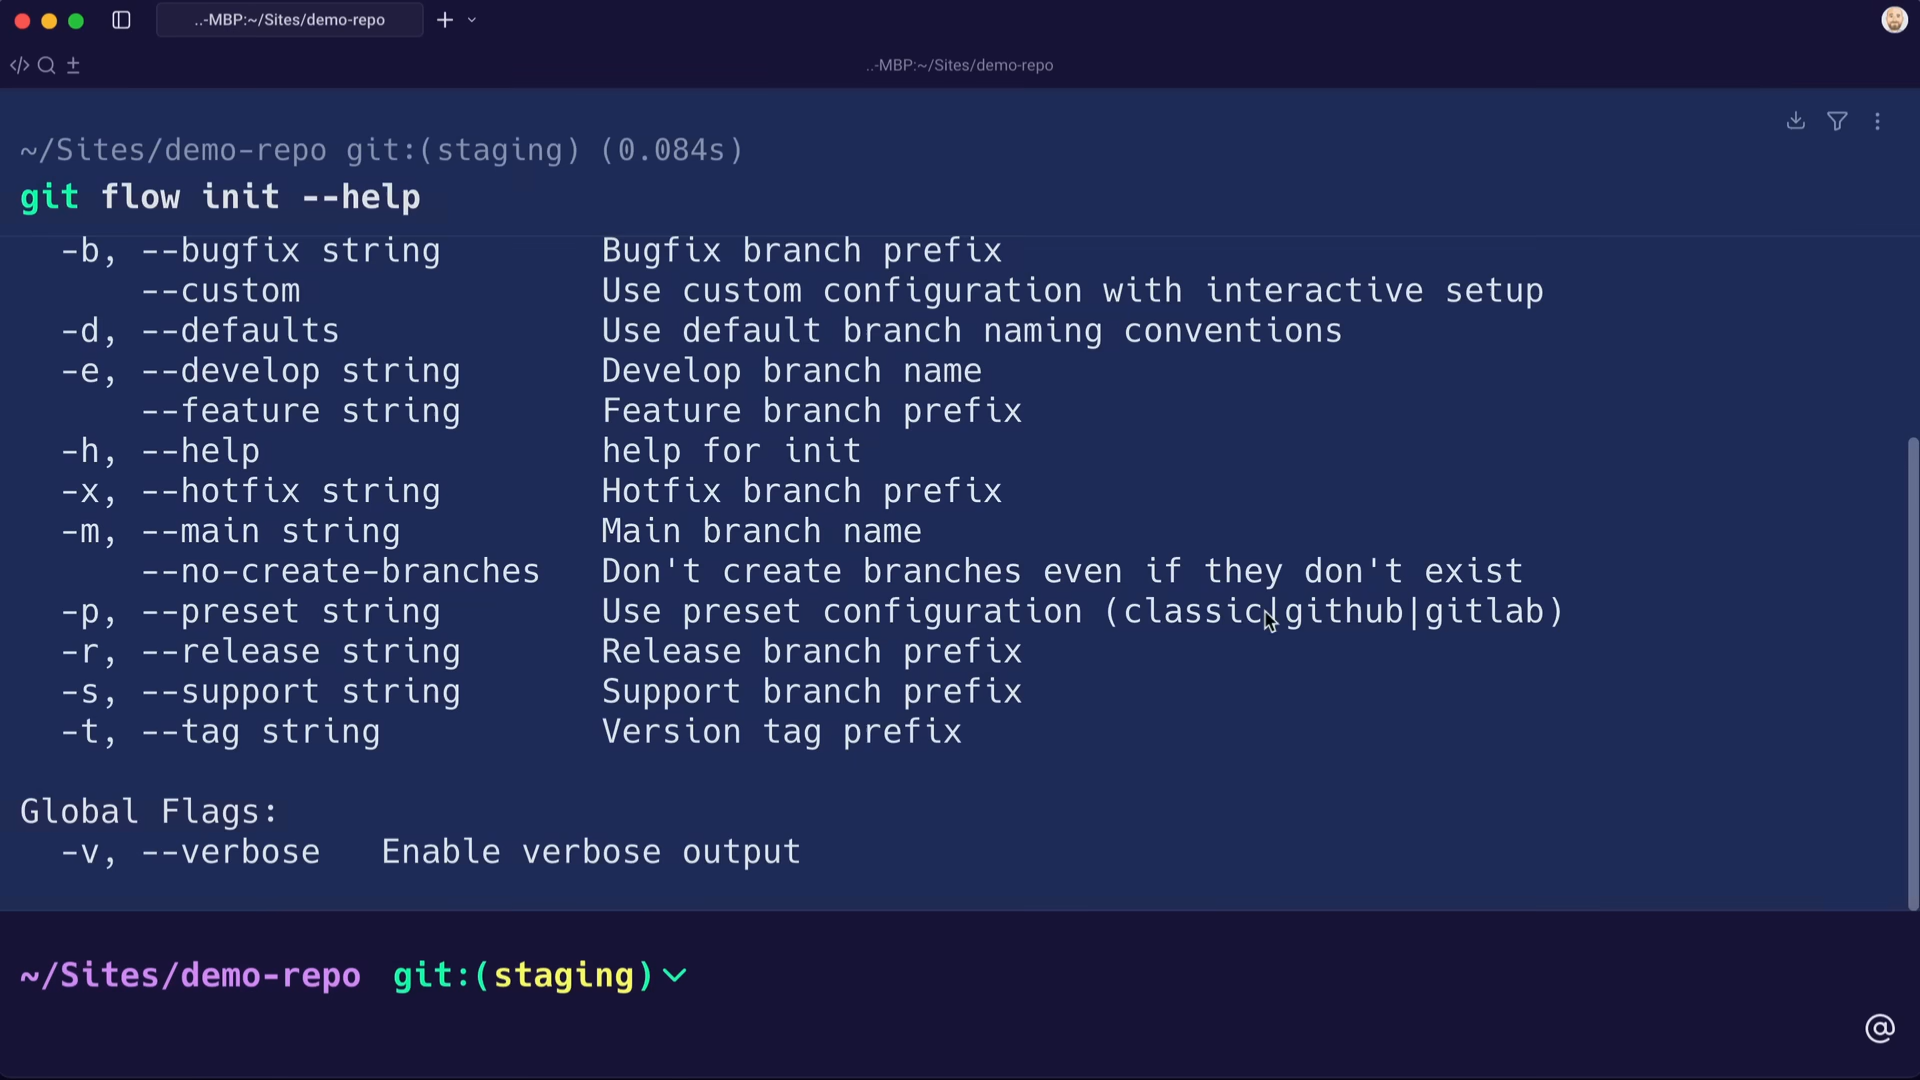 ..-MBP:~/Sites/demo-repo
..-MBP:~/Sites/demo-repo
~/Sites/demo-repo git:(staging) (0.084s)
git flow init --help
-b, --bugfix string Bugfix branch prefix
--custom Use custom configuration with interactive setup
-d, --defaults Use default branch naming conventions
-e, --develop string Develop branch name
--feature string Feature branch prefix
-h, --help help for init
-x, --hotfix string Hotfix branch prefix
-m, --main string Main branch name
--no-create-branches Don't create branches even if they don't exist
-p, --preset string Use preset configuration (classic|github|gitlab)
-r, --release string Release branch prefix
-s, --support string Support branch prefix
-t, --tag string Version tag prefix
Global Flags:
-v, --verbose Enable verbose output
~/Sites/demo-repo git:(staging)